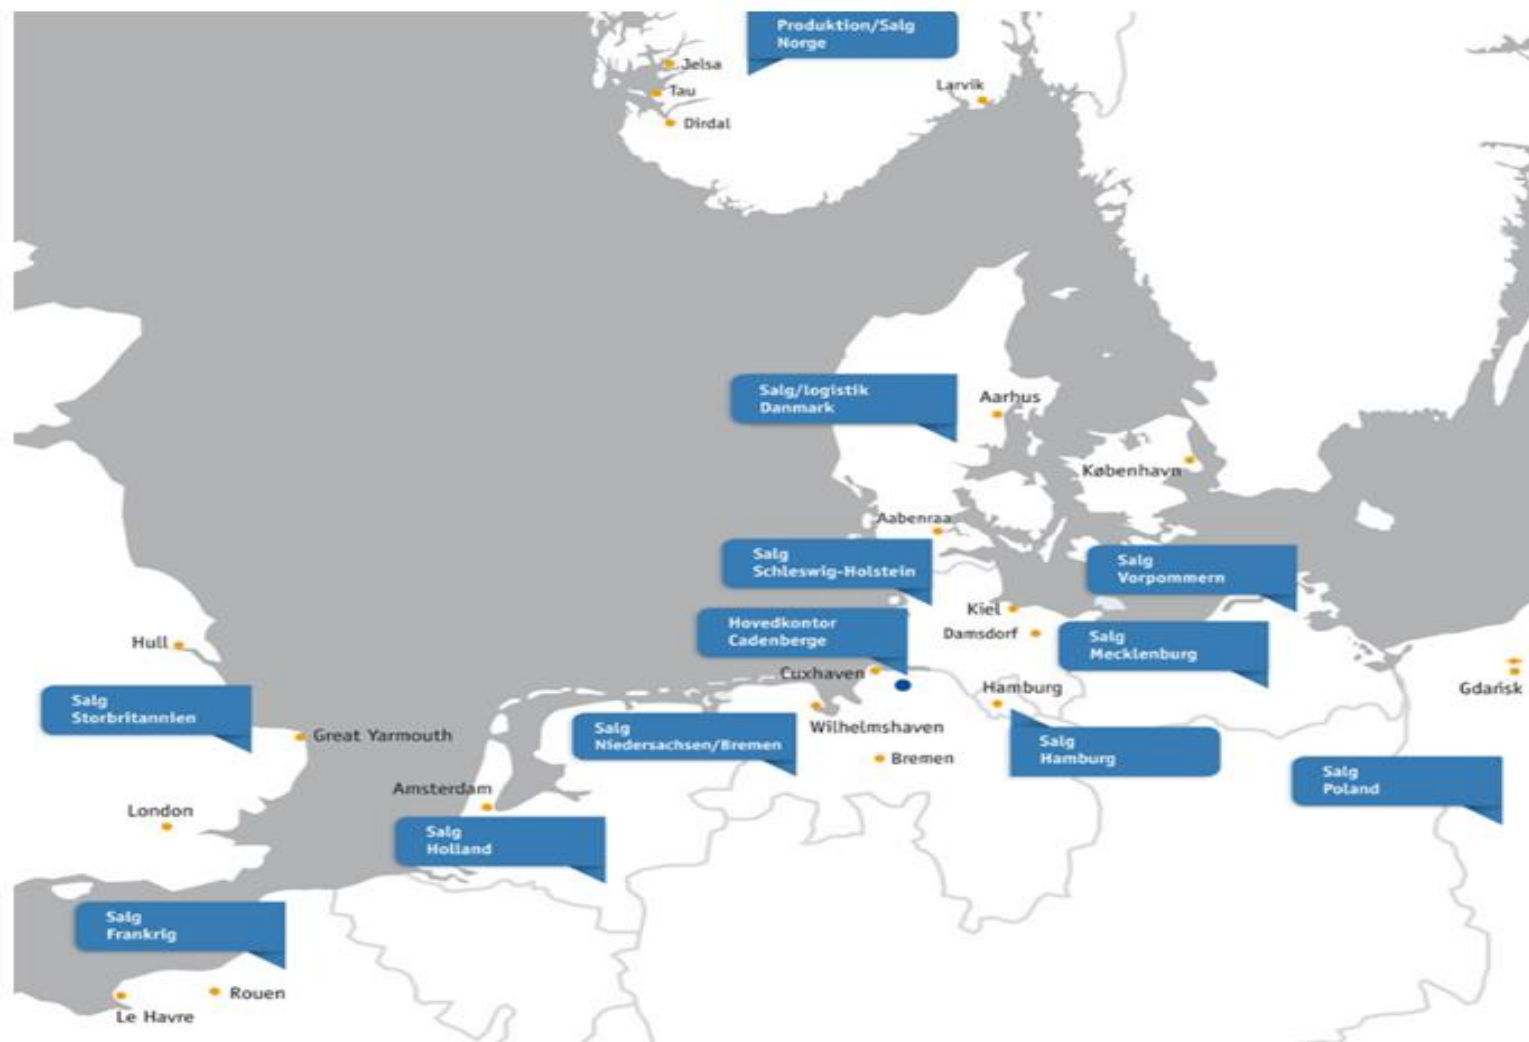 Produktion/Salg
Norge
Jelsa
Tau
Larvik
Dirdal
Salg/logistik
Danmark
Aarhus
København
Aabenraa
Salg
Schleswig-Holstein
Salg
Vorpommern
Kiel
Hovedkontor
Cadenberge
Damsdorf
Salg
Mecklenburg
Hull
Cuxhaven
Hamburg
Gdańsk
Salg
Storbritannien
Great Yarmouth
Salg
Niedersachsen/Bremen
Wilhelmshaven
Bremen
Salg
Hamburg
Salg
Poland
Amsterdam
London
Salg
Holland
Salg
Frankrig
Rouen
Le Havre